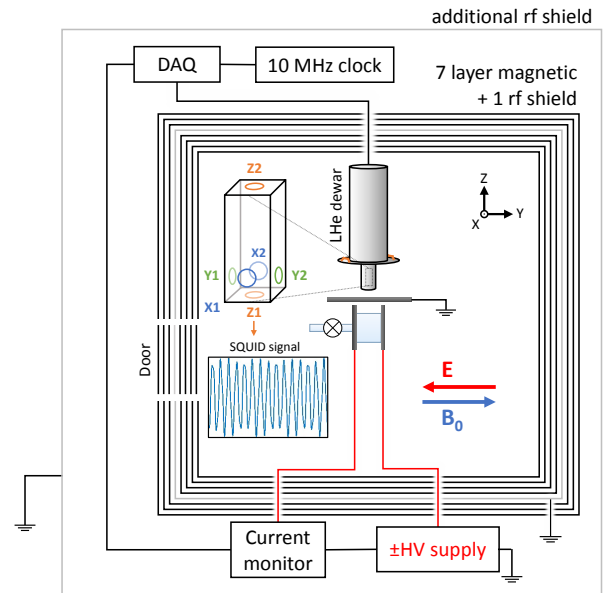 additional rf shield
DAQ
10 MHz clock
7 layer magnetic
+ 1 rf shield
Z2
LHe dewar
Z
X
Y
X2
Y1
Y2
X1
Z1
SQUID signal
Door
E
B₀
Current
monitor
±HV supply